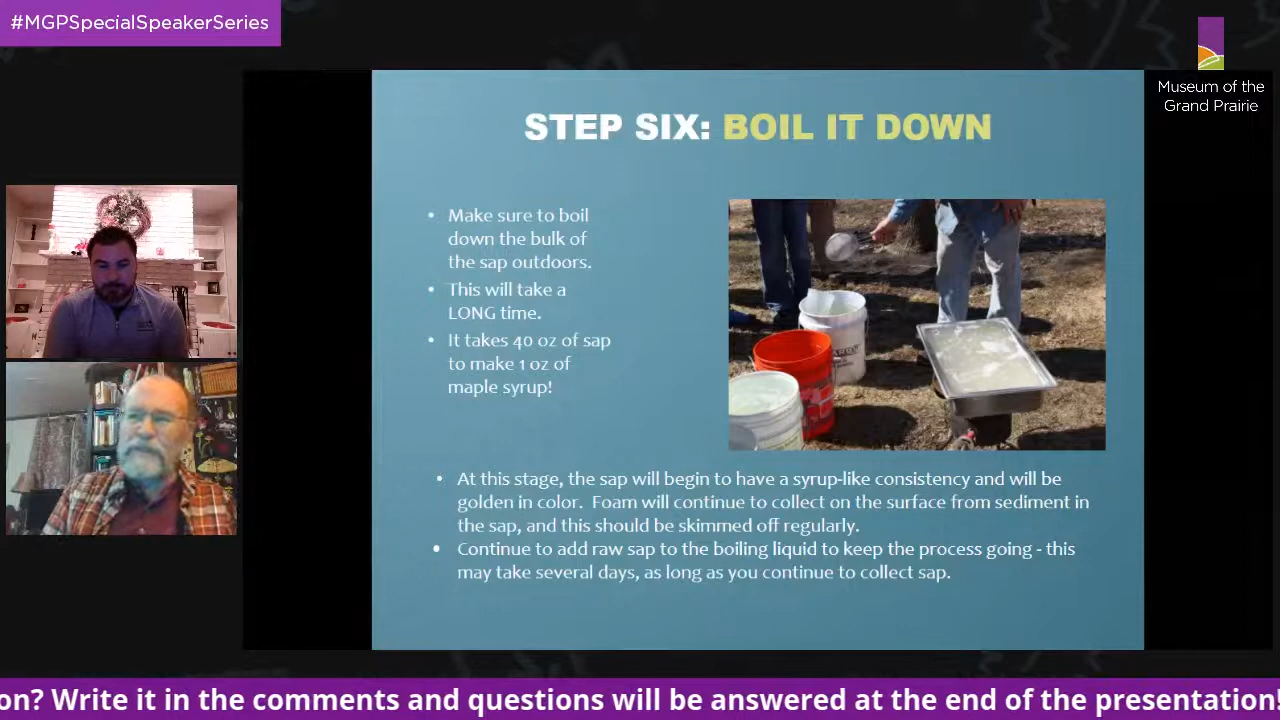 #MGPSpecialSpeakerSeries
Museum of the
Grand Prairie
STEP SIX: BOIL IT DOWN
• Make sure to boil
down the bulk of
the sap outdoors.
• This will take a
LONG time.
• It takes 40 oz of sap
to make 1 oz of
maple syrup!
• At this stage, the sap will begin to have a syrup-like consistency and will be
golden in color. Foam will continue to collect on the surface from sediment in
the sap, and this should be skimmed off regularly.
• Continue to add raw sap to the boiling liquid to keep the process going - this
may take several days, as long as you continue to collect sap.
on? Write it in the comments and questions will be answered at the end of the presentation!